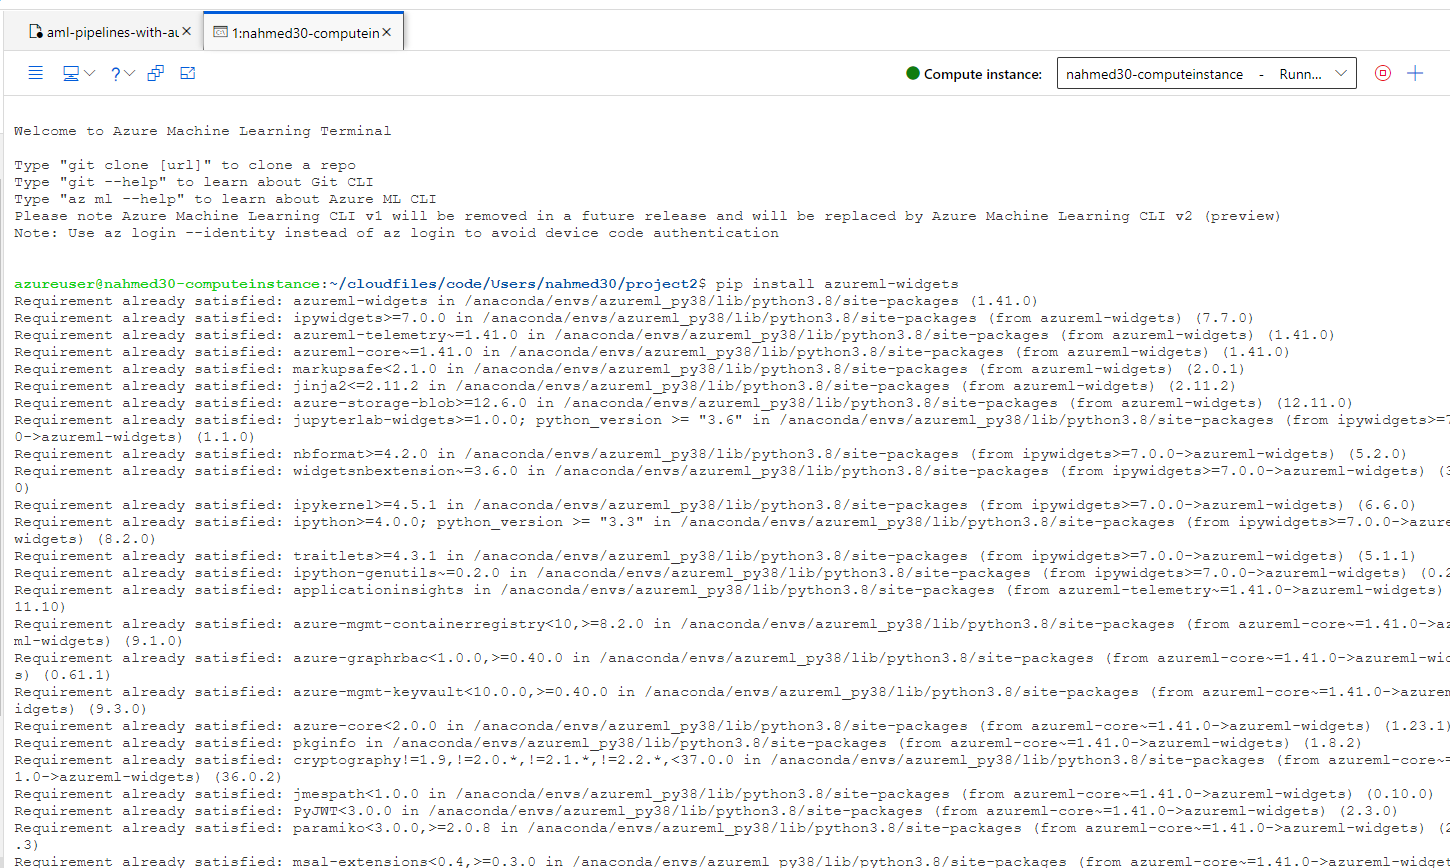 aml-pipelines-with-au
1:nahmed30-computein
Compute instance:
nahmed30-computeinstance - Runn...
Welcome to Azure Machine Learning Terminal
Type "git clone [url]" to clone a repo
Type "git --help" to learn about Git CLI
Type "az ml --help" to learn about Azure ML CLI
Please note Azure Machine Learning CLI v1 will be removed in a future release and will be replaced by Azure Machine Learning CLI v2 (preview)
Note: Use az login --identity instead of az login to avoid device code authentication
azureuser@nahmed30-computeinstance:~/cloudfiles/code/Users/nahmed30/project2$ pip install azureml-widgets
Requirement already satisfied: azureml-widgets in /anaconda/envs/azureml_py38/lib/python3.8/site-packages (1.41.0)
Requirement already satisfied: ipywidgets>=7.0.0 in /anaconda/envs/azureml_py38/lib/python3.8/site-packages (from azureml-widgets) (7.7.0)
Requirement already satisfied: azureml-telemetry~=1.41.0 in /anaconda/envs/azureml_py38/lib/python3.8/site-packages (from azureml-widgets) (1.41.0)
Requirement already satisfied: azureml-core~=1.41.0 in /anaconda/envs/azureml_py38/lib/python3.8/site-packages (from azureml-widgets) (1.41.0)
Requirement already satisfied: markupsafe<2.1.0 in /anaconda/envs/azureml_py38/lib/python3.8/site-packages (from azureml-widgets) (2.0.1)
Requirement already satisfied: jinja2<=2.11.2 in /anaconda/envs/azureml_py38/lib/python3.8/site-packages (from azureml-widgets) (2.11.2)
Requirement already satisfied: azure-storage-blob>=12.6.0 in /anaconda/envs/azureml_py38/lib/python3.8/site-packages (from azureml-widgets) (12.11.0)
Requirement already satisfied: jupyterlab-widgets>=1.0.0; python_version >= "3.6" in /anaconda/envs/azureml_py38/lib/python3.8/site-packages (from ipywidgets>=7
0->azureml-widgets) (1.1.0)
Requirement already satisfied: nbformat>=4.2.0 in /anaconda/envs/azureml_py38/lib/python3.8/site-packages (from ipywidgets>=7.0.0->azureml-widgets) (5.2.0)
Requirement already satisfied: widgetsnbextension~=3.6.0 in /anaconda/envs/azureml_py38/lib/python3.8/site-packages (from ipywidgets>=7.0.0->azureml-widgets) (3
0)
Requirement already satisfied: ipykernel>=4.5.1 in /anaconda/envs/azureml_py38/lib/python3.8/site-packages (from ipywidgets>=7.0.0->azureml-widgets) (6.6.0)
Requirement already satisfied: ipython>=4.0.0; python_version >= "3.3" in /anaconda/envs/azureml_py38/lib/python3.8/site-packages (from ipywidgets>=7.0.0->azure
widgets) (8.2.0)
Requirement already satisfied: traitlets>=4.3.1 in /anaconda/envs/azureml_py38/lib/python3.8/site-packages (from ipywidgets>=7.0.0->azureml-widgets) (5.1.1)
Requirement already satisfied: ipython-genutils~=0.2.0 in /anaconda/envs/azureml_py38/lib/python3.8/site-packages (from ipywidgets>=7.0.0->azureml-widgets) (0.2
Requirement already satisfied: applicationinsights in /anaconda/envs/azureml_py38/lib/python3.8/site-packages (from azureml-telemetry~=1.41.0->azureml-widgets)
11.10)
Requirement already satisfied: azure-mgmt-containerregistry<10,>=8.2.0 in /anaconda/envs/azureml_py38/lib/python3.8/site-packages (from azureml-core~=1.41.0->az
ml-widgets) (9.1.0)
Requirement already satisfied: azure-graphrbac<1.0.0,>=0.40.0 in /anaconda/envs/azureml_py38/lib/python3.8/site-packages (from azureml-core~=1.41.0->azureml-wid
s) (0.61.1)
Requirement already satisfied: azure-mgmt-keyvault<10.0.0,>=0.40.0 in /anaconda/envs/azureml_py38/lib/python3.8/site-packages (from azureml-core~=1.41.0->azurem
idgets) (9.3.0)
Requirement already satisfied: azure-core<2.0.0 in /anaconda/envs/azureml_py38/lib/python3.8/site-packages (from azureml-core~=1.41.0->azureml-widgets) (1.23.1)
Requirement already satisfied: pkginfo in /anaconda/envs/azureml_py38/lib/python3.8/site-packages (from azureml-core~=1.41.0->azureml-widgets) (1.8.2)
Requirement already satisfied: cryptography!=1.9,!=2.0.*,!=2.1.*,!=2.2.*,<37.0.0 in /anaconda/envs/azureml_py38/lib/python3.8/site-packages (from azureml-core~=
1.0->azureml-widgets) (36.0.2)
Requirement already satisfied: jmespath<1.0.0 in /anaconda/envs/azureml_py38/lib/python3.8/site-packages (from azureml-core~=1.41.0->azureml-widgets) (0.10.0)
Requirement already satisfied: PyJWT<3.0.0 in /anaconda/envs/azureml_py38/lib/python3.8/site-packages (from azureml-core~=1.41.0->azureml-widgets) (2.3.0)
Requirement already satisfied: paramiko<3.0.0,>=2.0.8 in /anaconda/envs/azureml_py38/lib/python3.8/site-packages (from azureml-core~=1.41.0->azureml-widgets) (2
.3)
Requirement already satisfied: msal-extensions<0.4,>=0.3.0 in /anaconda/envs/azureml_py38/lib/python3.8/site-packages (from azureml-core~=1.41.0->azureml-widget